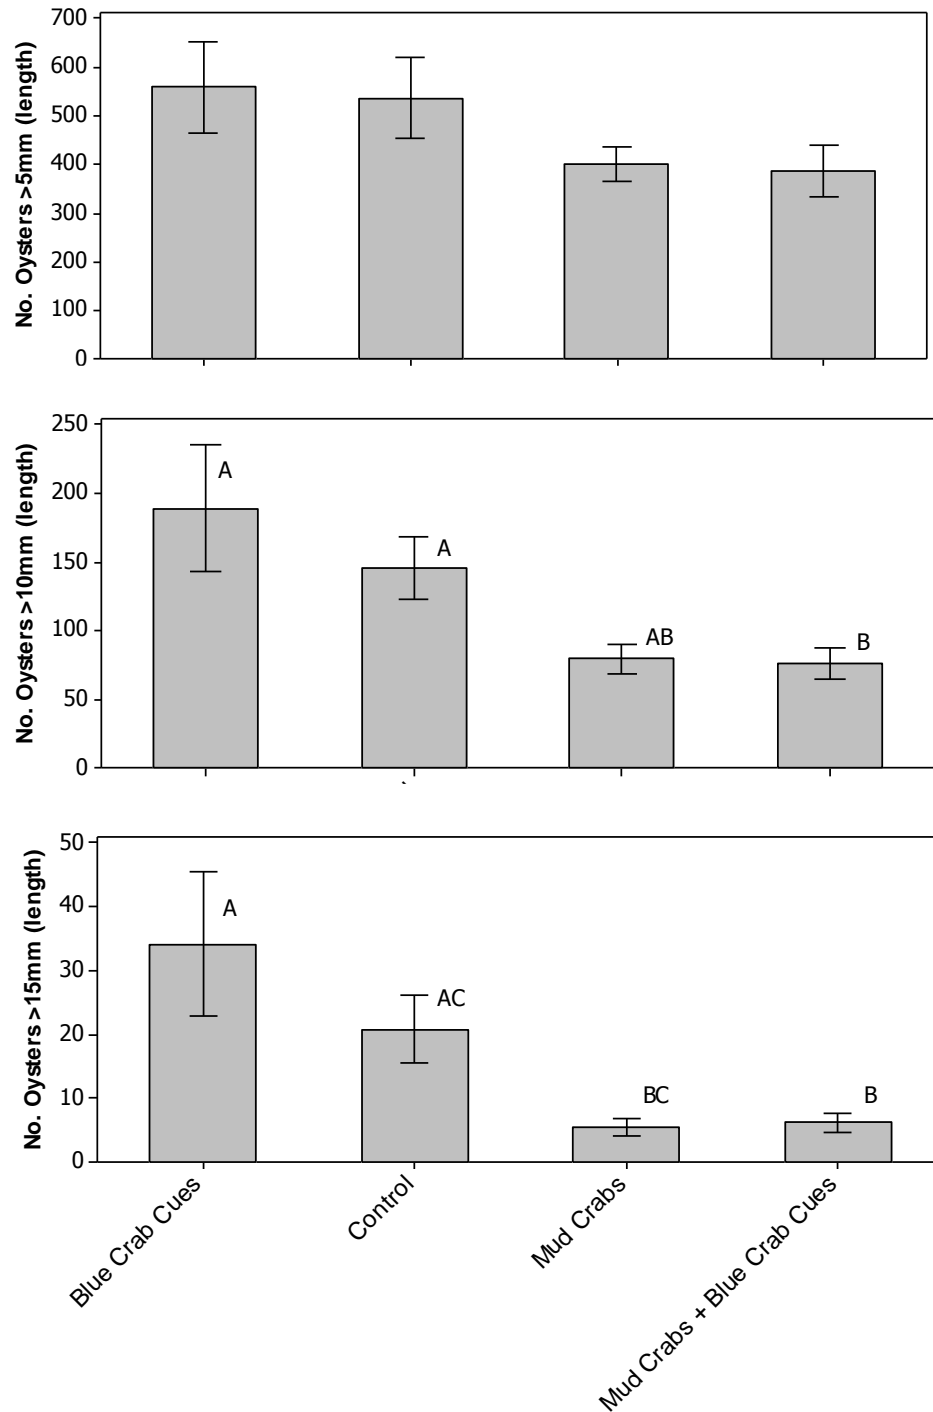 No. Oysters >5mm (length)
700
600
500
400
300
200
100
0
No. Oysters >10mm (length)
250
200
150
100
50
0
A
A
AB
B
No. Oysters >15mm (length)
50
40
30
20
10
0
A
AC
BC
B
Blue Crab Cues
Control
Mud Crabs
Mud Crabs + Blue Crab Cues